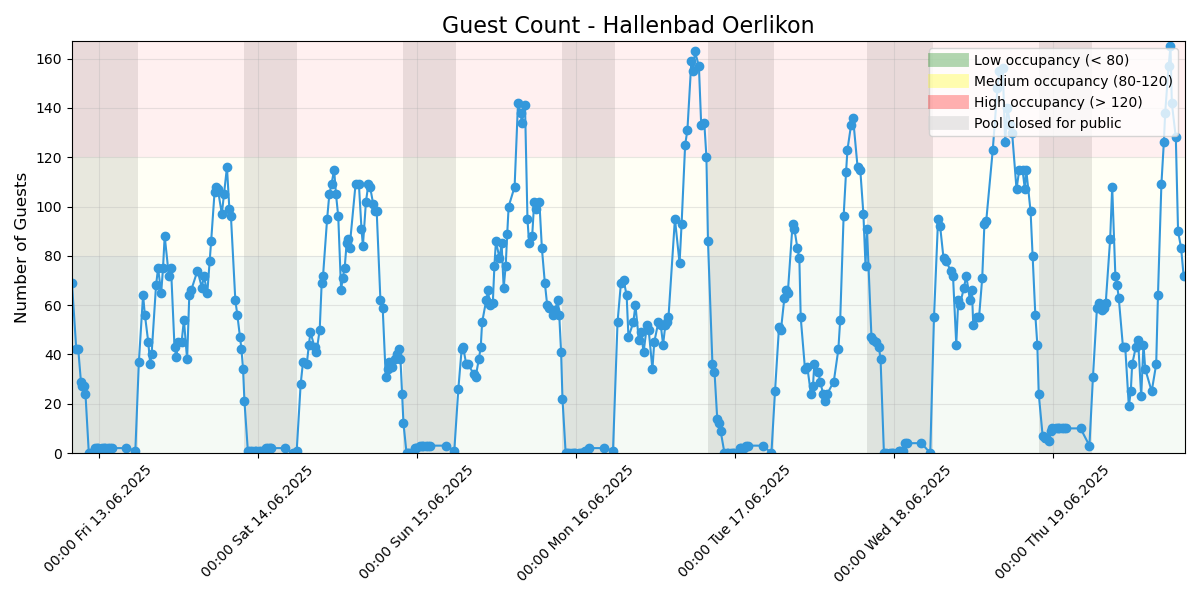 Guest Count - Hallenbad Oerlikon
Number of Guests
160
140
120
100
80
60
40
20
0
Low occupancy (< 80)
Medium occupancy (80-120)
High occupancy (> 120)
Pool closed for public
00:00 Fri 13.06.2025
00:00 Sat 14.06.2025
00:00 Sun 15.06.2025
00:00 Mon 16.06.2025
00:00 Tue 17.06.2025
00:00 Wed 18.06.2025
00:00 Thu 19.06.2025